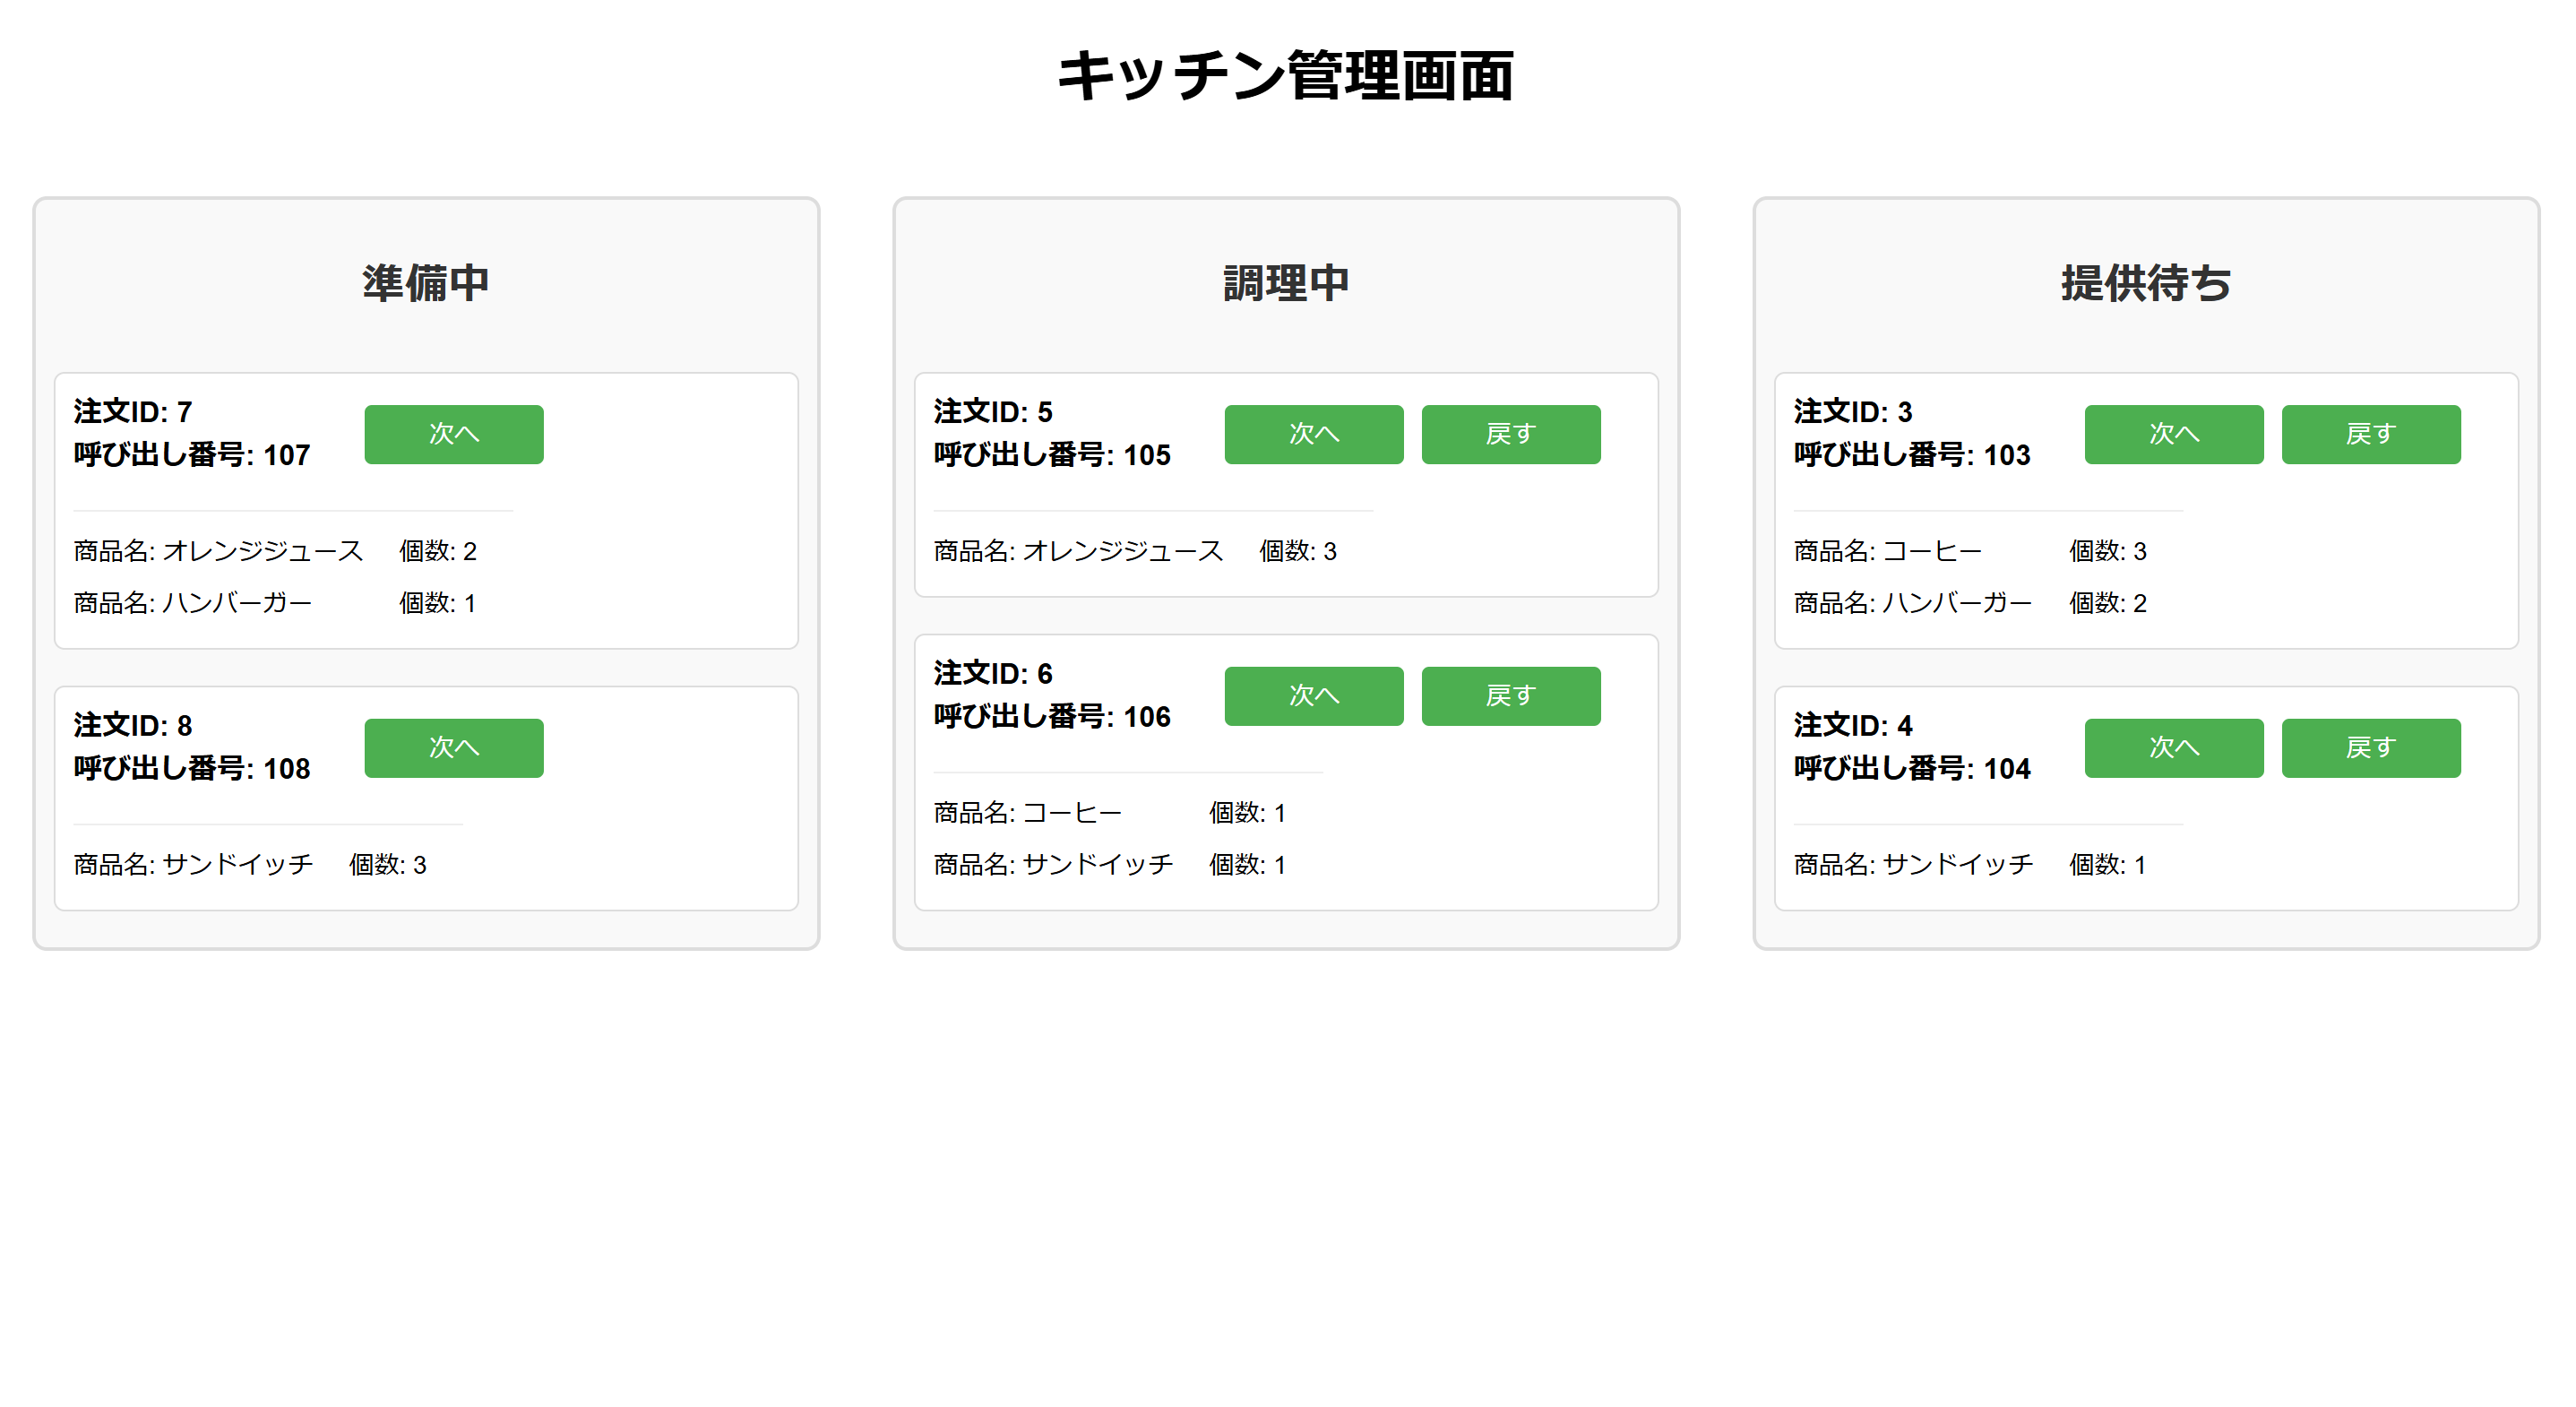 キッチン管理画面
準備中
注文ID: 7
呼び出し番号: 107
次へ
商品名: オレンジジュース 個数: 2
商品名: ハンバーガー 個数: 1
注文ID: 8
呼び出し番号: 108
次へ
商品名: サンドイッチ 個数: 3
調理中
注文ID: 5
呼び出し番号: 105
次へ 戻す
商品名: オレンジジュース 個数: 3
注文ID: 6
呼び出し番号: 106
次へ 戻す
商品名: コーヒー 個数: 1
商品名: サンドイッチ 個数: 1
提供待ち
注文ID: 3
呼び出し番号: 103
次へ 戻す
商品名: コーヒー 個数: 3
商品名: ハンバーガー 個数: 2
注文ID: 4
呼び出し番号: 104
次へ 戻す
商品名: サンドイッチ 個数: 1